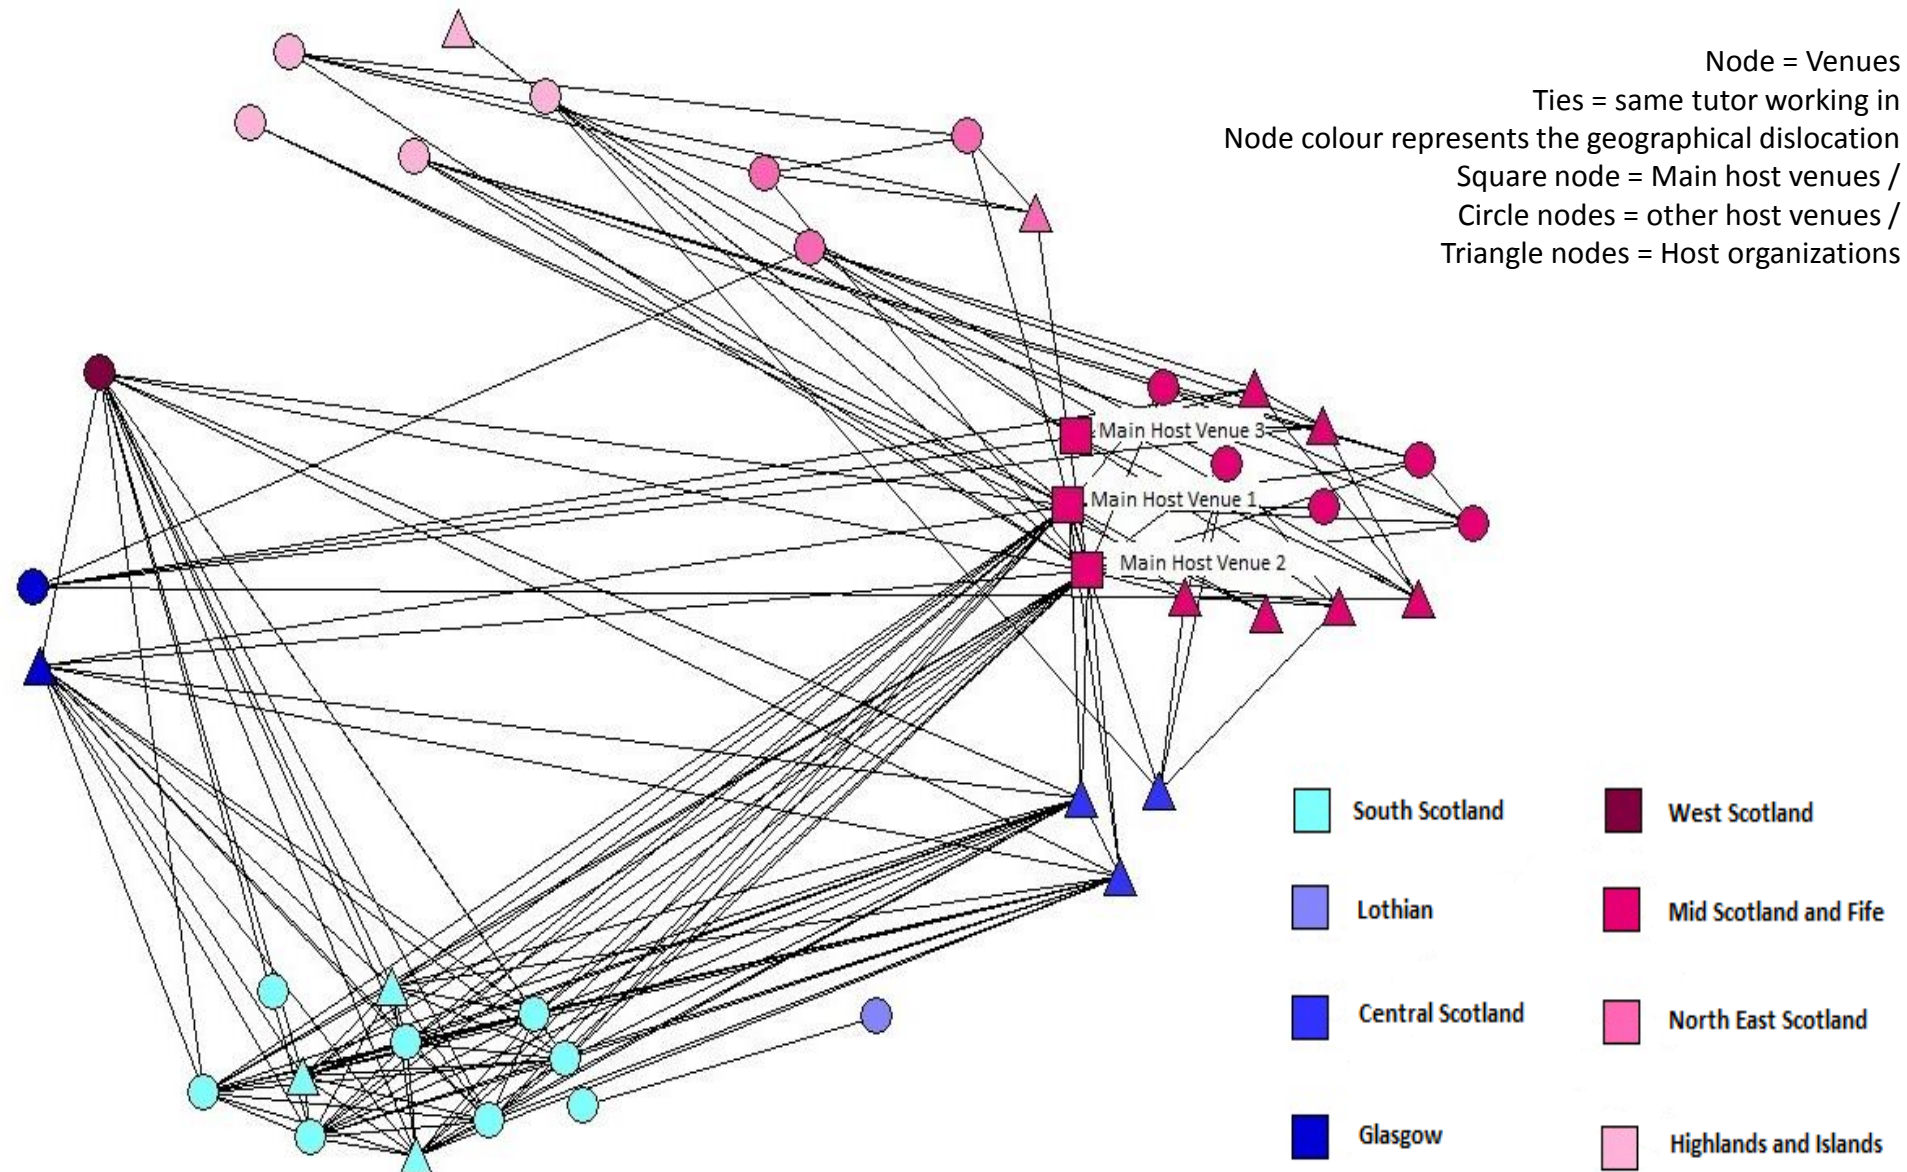 Node = Venues
Ties = same tutor working in
Node colour represents the geographical dislocation
Square node = Main host venues /
Circle nodes = other host venues /
Triangle nodes = Host organizations
Main Host Venue 3
Main Host Venue 1
Main Host Venue 2
South Scotland
West Scotland
Lothian
Mid Scotland and Fife
Central Scotland
North East Scotland
Glasgow
Highlands and Islands